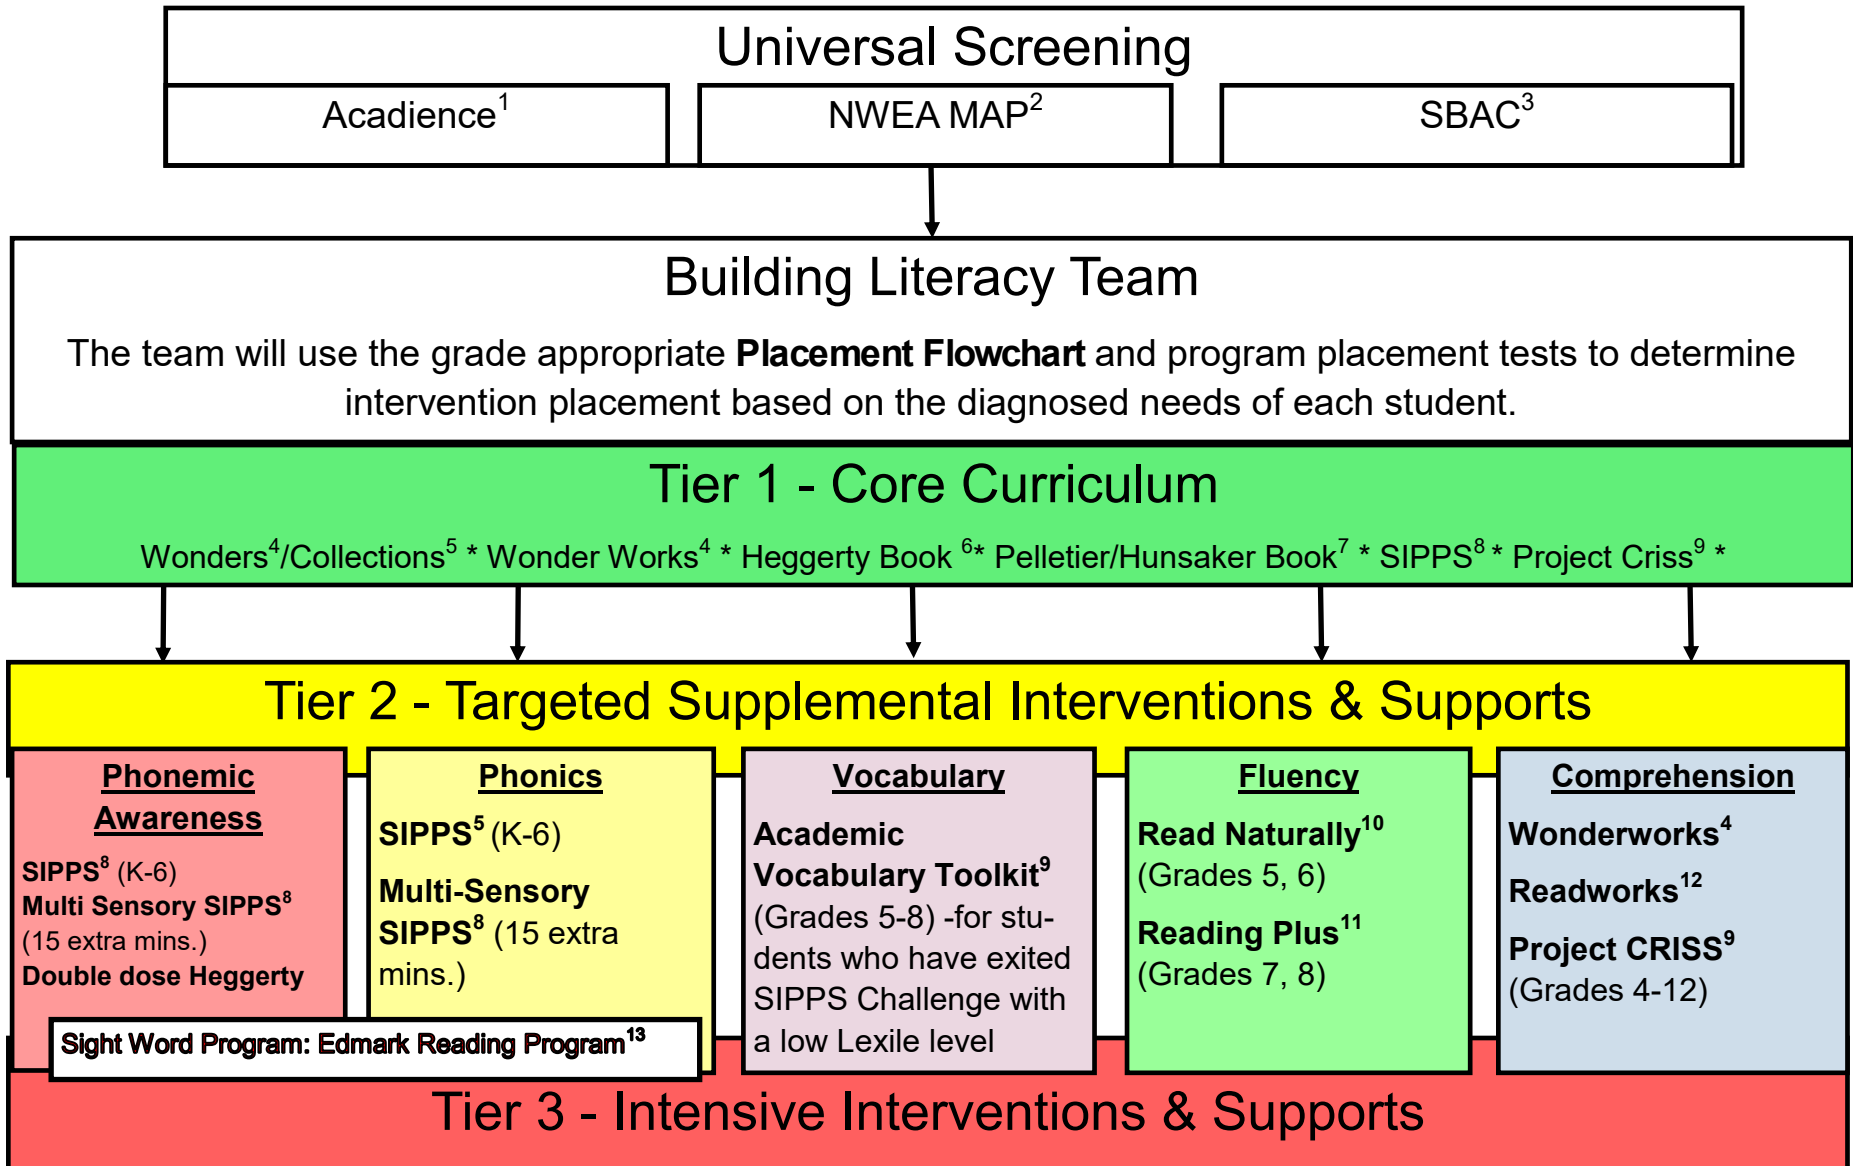 Universal Screening
Acadience¹
NWEA MAP²
SBAC³
Building Literacy Team
The team will use the grade appropriate Placement Flowchart and program placement tests to determine
intervention placement based on the diagnosed needs of each student.
Tier 1 - Core Curriculum
Wonders⁴/Collections⁵ * Wonder Works⁴ * Heggerty Book ⁶* Pelletier/Hunsaker Book⁷ * SIPPS⁸ * Project Criss⁹ *
Tier 2 - Targeted Supplemental Interventions & Supports
Phonemic
Awareness
SIPPS⁸ (K-6)
Multi Sensory SIPPS⁸
(15 extra mins.)
Double dose Heggerty
Phonics
SIPPS⁵ (K-6)
Multi-Sensory
SIPPS⁸ (15 extra
mins.)
Sight Word Program: Edmark Reading Program¹³
Vocabulary
Academic
Vocabulary Toolkit⁹
(Grades 5-8) -for stu-
dents who have exited
SIPPS Challenge with
a low Lexile level
Fluency
Read Naturally¹⁰
(Grades 5, 6)
Reading Plus¹¹
(Grades 7, 8)
Comprehension
Wonderworks⁴
Readworks¹²
Project CRISS⁹
(Grades 4-12)
Tier 3 - Intensive Interventions & Supports